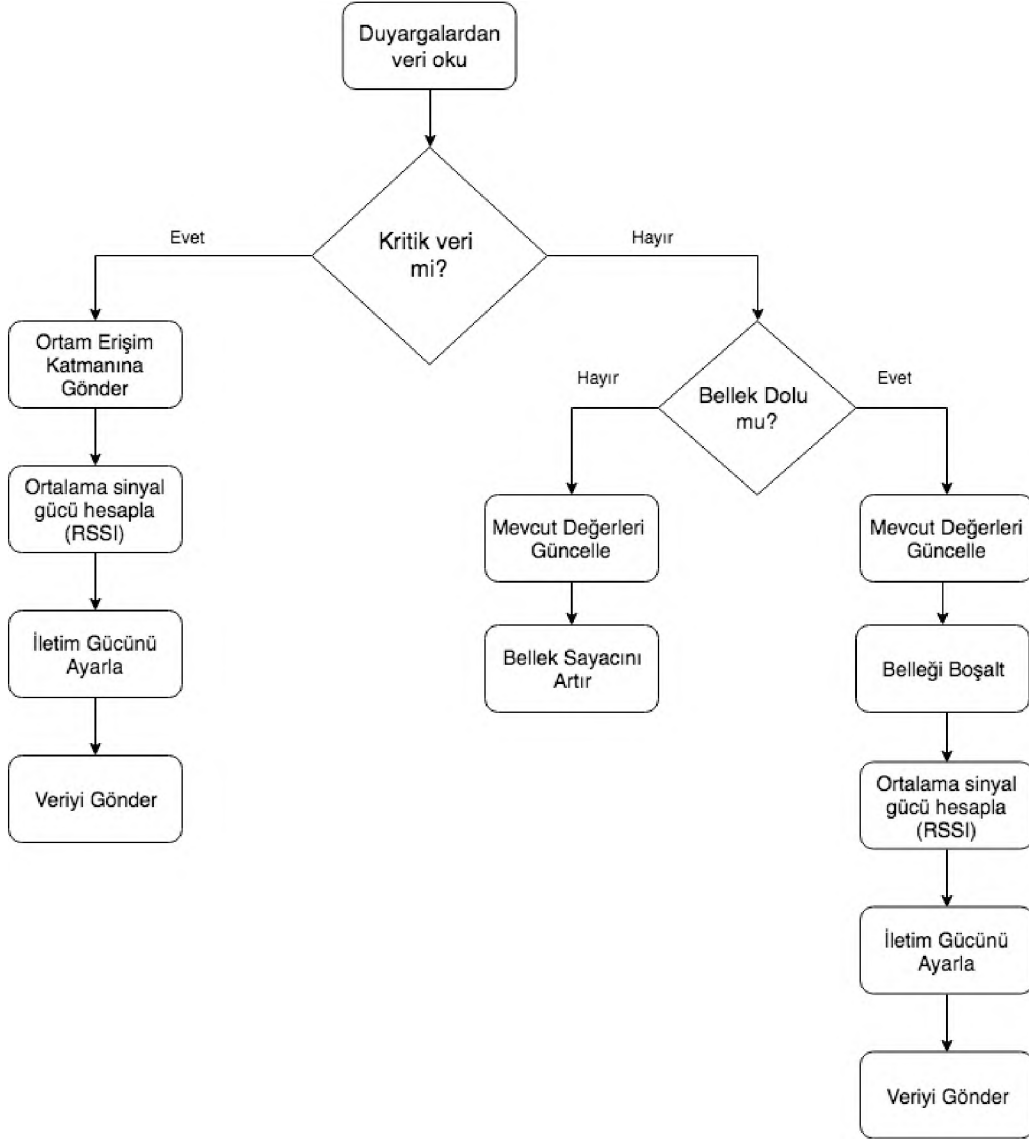 Duyargalardan
veri oku
Kritik veri
mi?
Evet
Hayır
Ortam Erişim
Katmanına
Gönder
Ortalama sinyal
gücü hesapla
(RSSI)
İletim Gücünü
Ayarla
Veriyi Gönder
Bellek Dolu
mu?
Hayır
Evet
Mevcut Değerleri
Güncelle
Bellek Sayacını
Artır
Mevcut Değerleri
Güncelle
Belleği Boşalt
Ortalama sinyal
gücü hesapla
(RSSI)
İletim Gücünü
Ayarla
Veriyi Gönder